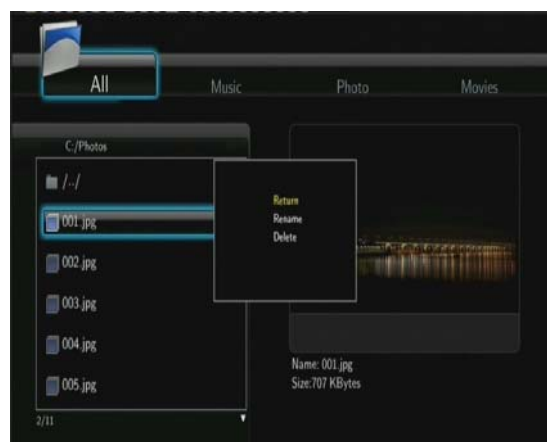 All
Music
Photo
Movies
C:/Photos
/../
001.jpg
002.jpg
003.jpg
004.jpg
005.jpg
2/11
Return
Rename
Delete
Name: 001.jpg
Size:707 KBytes